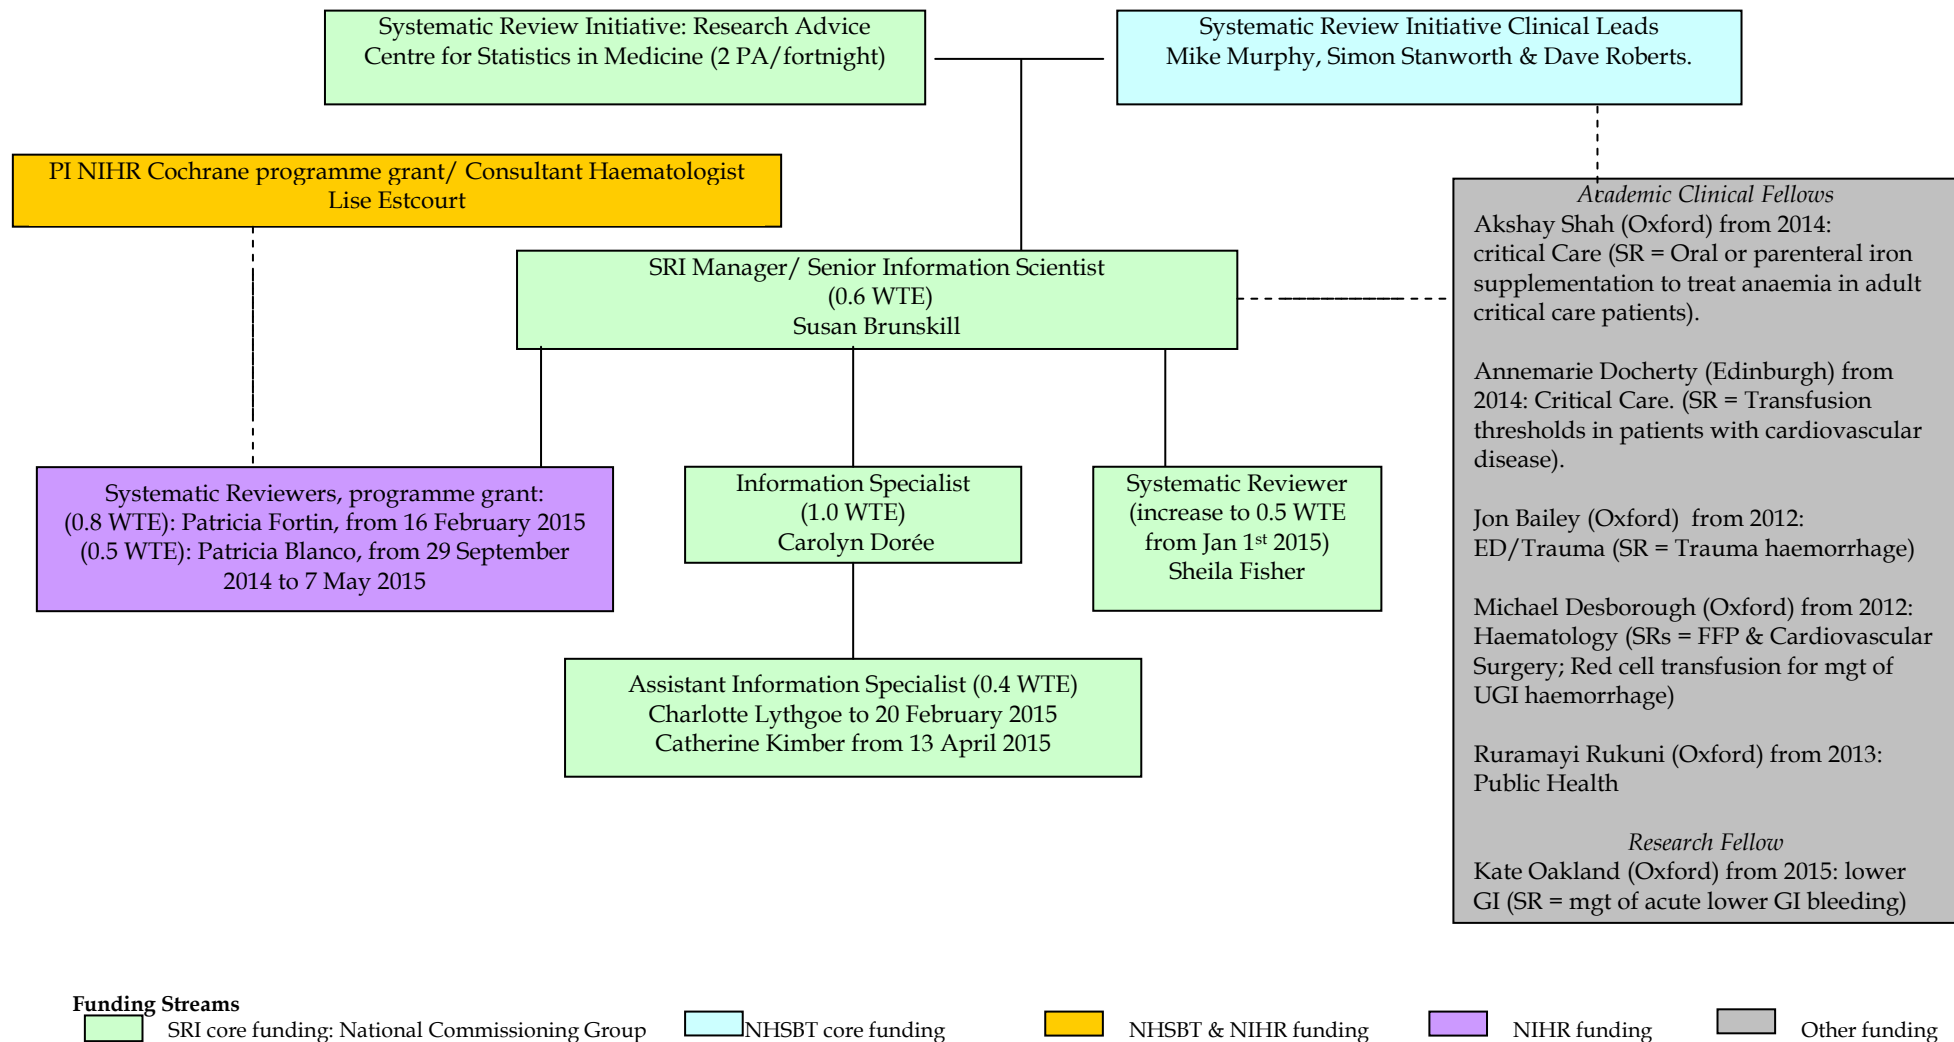 Systematic Review Initiative: Research Advice
Centre for Statistics in Medicine (2 PA/fortnight)
Systematic Review Initiative Clinical Leads
Mike Murphy, Simon Stanworth & Dave Roberts.
PI NIHR Cochrane programme grant/ Consultant Haematologist
Lise Estcourt
SRI Manager/ Senior Information Scientist
(0.6 WTE)
Susan Brunskill
Systematic Reviewers, programme grant:
(0.8 WTE): Patricia Fortin, from 16 February 2015
(0.5 WTE): Patricia Blanco, from 29 September
2014 to 7 May 2015
Information Specialist
(1.0 WTE)
Carolyn Dorée
Systematic Reviewer
(increase to 0.5 WTE
from Jan 1st 2015)
Sheila Fisher
Assistant Information Specialist (0.4 WTE)
Charlotte Lythgoe to 20 February 2015
Catherine Kimber from 13 April 2015
Academic Clinical Fellows
Akshay Shah (Oxford) from 2014:
critical Care (SR = Oral or parenteral iron
supplementation to treat anaemia in adult
critical care patients).
Annemarie Docherty (Edinburgh) from
2014: Critical Care. (SR = Transfusion
thresholds in patients with cardiovascular
disease).
Jon Bailey (Oxford) from 2012:
ED/Trauma (SR = Trauma haemorrhage)
Michael Desborough (Oxford) from 2012:
Haematology (SRs = FFP & Cardiovascular
Surgery; Red cell transfusion for mgt of
UGI haemorrhage)
Ruramayi Rukuni (Oxford) from 2013:
Public Health
Research Fellow
Kate Oakland (Oxford) from 2015: lower
GI (SR = mgt of acute lower GI bleeding)
Funding Streams
SRI core funding: National Commissioning Group
NHSBT core funding
NHSBT & NIHR funding
NIHR funding
Other funding